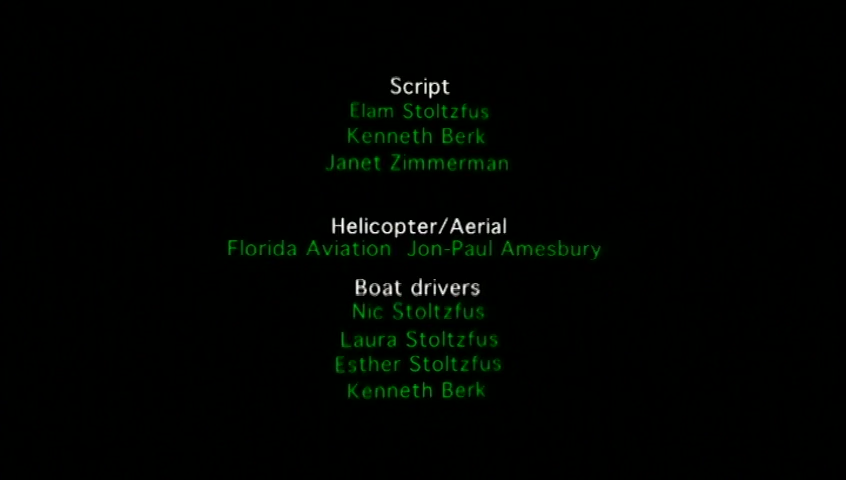 Script
Elam Stoltzfus
Kenneth Berk
Janet Zimmerman
Helicopter/Aerial
Florida Aviation Jon-Paul Amesbury
Boat drivers
Nic Stoltzfus
Laura Stoltzfus
Esther Stoltzfus
Kenneth Berk